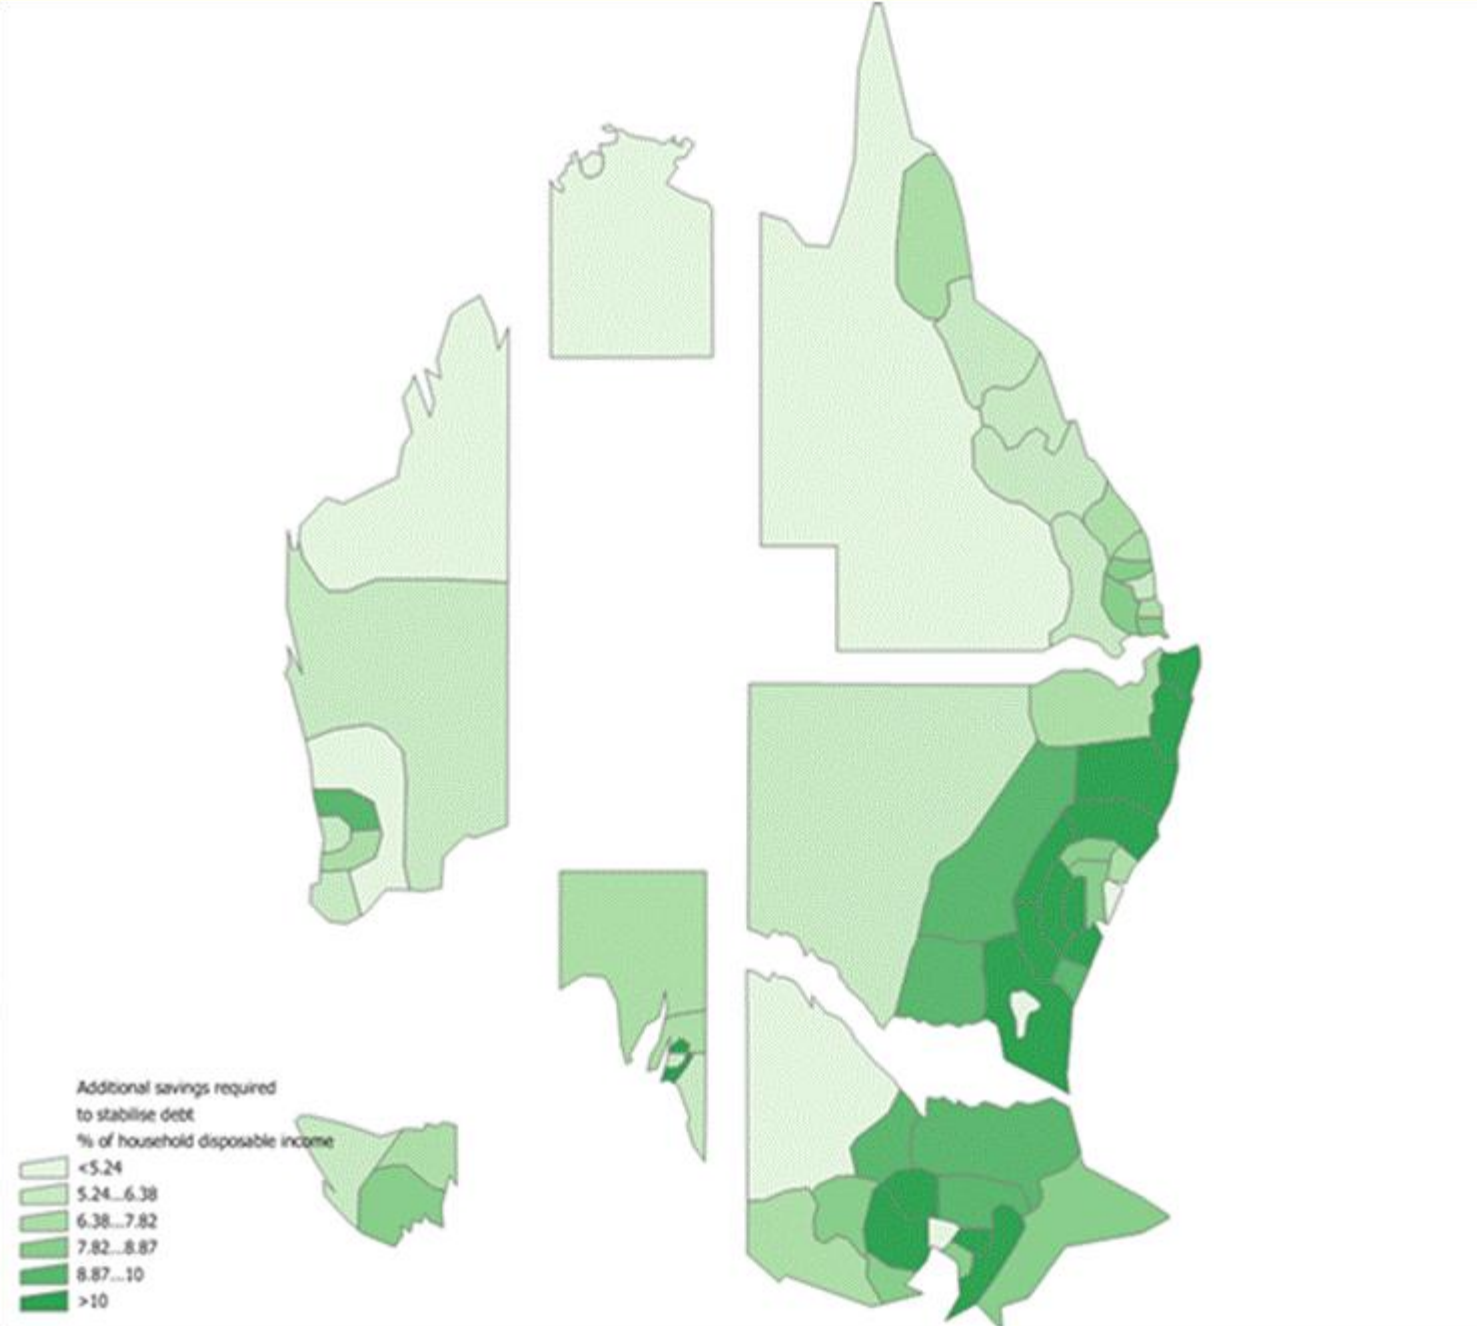 Additional savings required
to stabilise debt
% of household disposable income
<5.24
5.24...6.38
6.38...7.82
7.82...8.87
8.87...10
>10